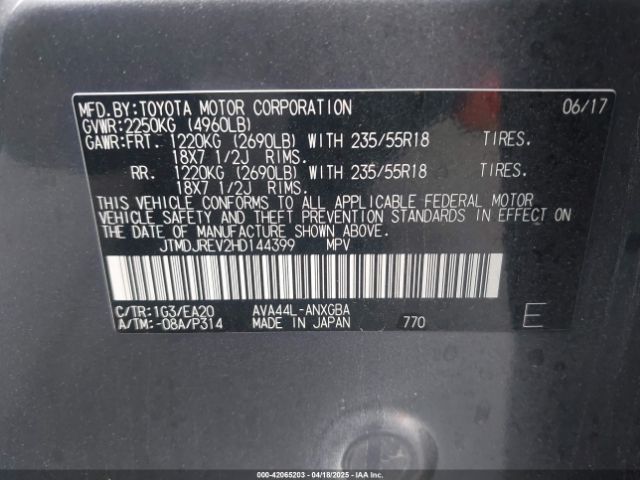 MFD.BY:TOYOTA MOTOR CORPORATION 06/17
GVWR:2250KG (4960LB)
GAWR:FRT. 1220KG (2690LB) WITH 235/55R18 TIRES.
18X7 1/2J RIMS.
RR. 1220KG (2690LB) WITH 235/55R18 TIRES.
18X7 1/2J RIMS.
THIS VEHICLE CONFORMS TO ALL APPLICABLE FEDERAL MOTOR
VEHICLE SAFETY AND THEFT PREVENTION STANDARDS IN EFFECT ON
THE DATE OF MANUFACTURE SHOWN ABOVE.
JTMDJREV2HD144399 MPV
C/TR:1G3/EA20 AVA44L-ANXGBA
A/TM:-08A/P314 MADE IN JAPAN 770 E
000-42065203 - 04/18/2025 - IAA Inc.